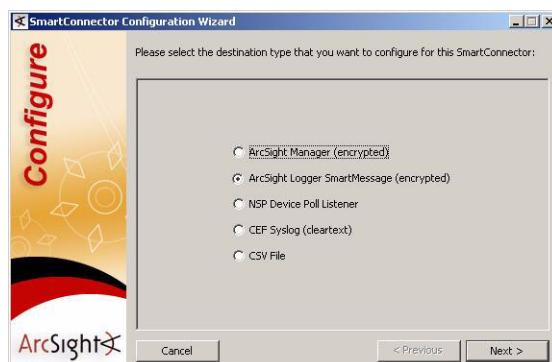 SmartConnector Configuration Wizard
Configure
Please select the destination type that you want to configure for this SmartConnector:
ArcSight Manager (encrypted)
ArcSight Logger SmartMessage (encrypted)
NSP Device Poll Listener
CEF Syslog (cleartext)
CSV File
ArcSight
Cancel
< Previous
Next >